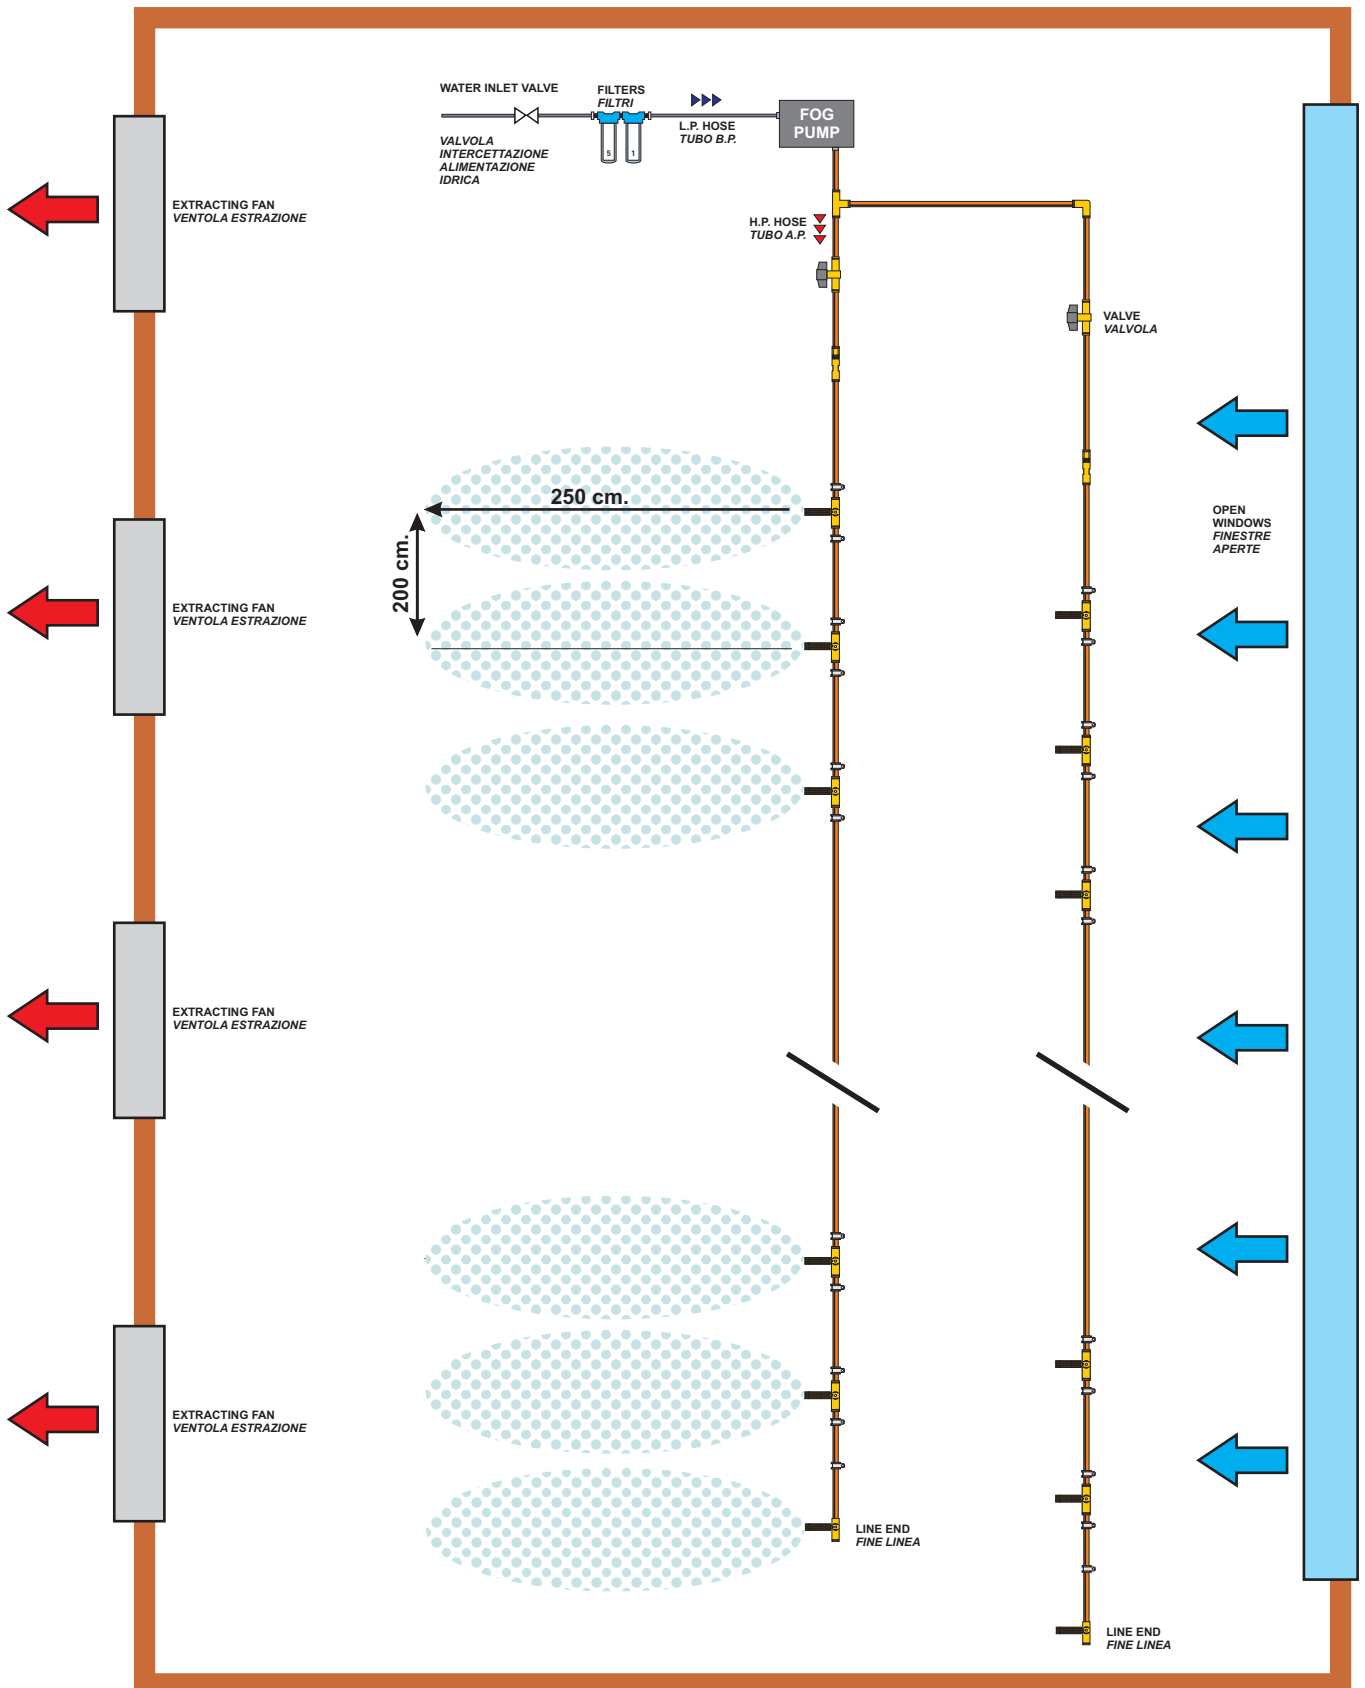 WATER INLET VALVE
VALVOLA
INTERCETTAZIONE
ALIMENTAZIONE
IDRICA
FILTERS
FILTRI
5
1
L.P. HOSE
TUBO B.P.
FOG
PUMP
H.P. HOSE
TUBO A.P.
VALVE
VALVOLA
EXTRACTING FAN
VENTOLA ESTRAZIONE
250 cm.
200 cm.
OPEN
WINDOWS
FINESTRE
APERTE
EXTRACTING FAN
VENTOLA ESTRAZIONE
EXTRACTING FAN
VENTOLA ESTRAZIONE
EXTRACTING FAN
VENTOLA ESTRAZIONE
LINE END
FINE LINEA
LINE END
FINE LINEA